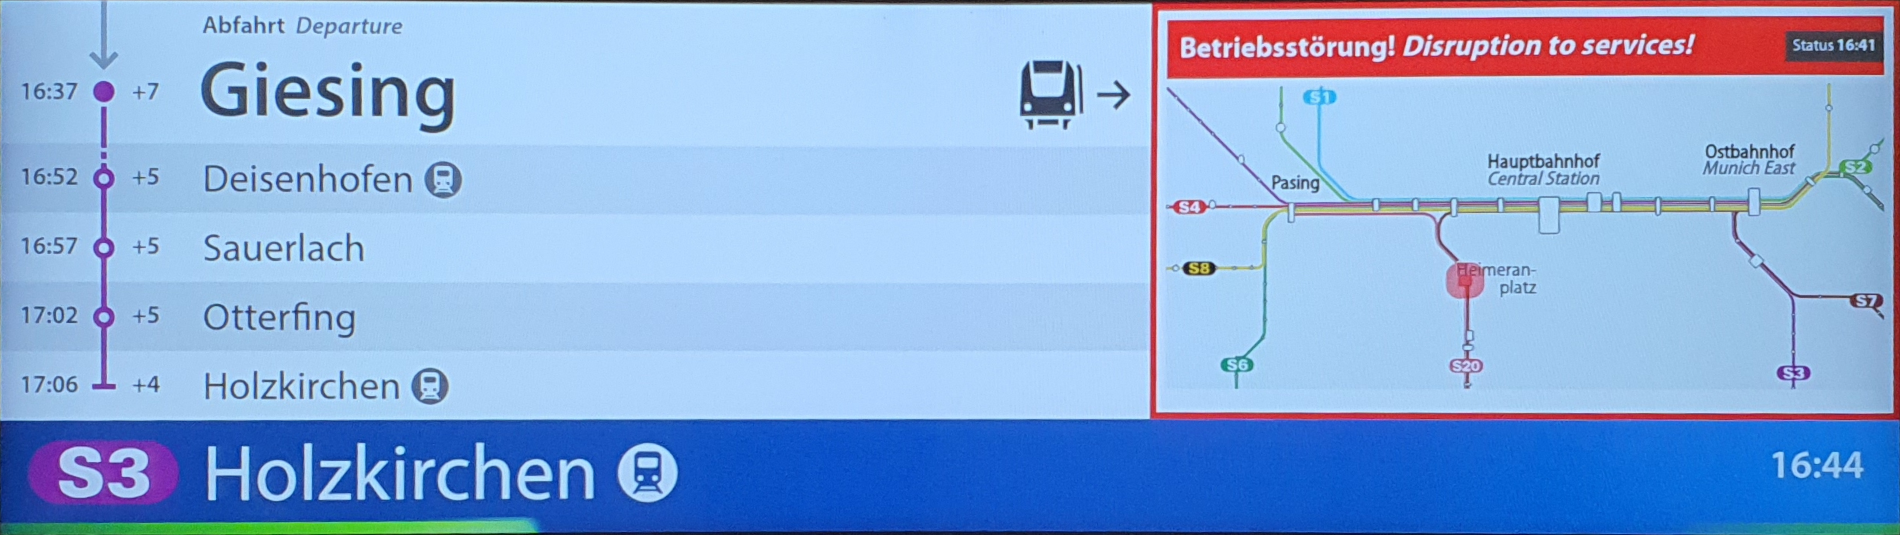 Abfahrt Departure
16:37 +7 Giesing
16:52 +5 Deisenhofen
16:57 +5 Sauerlach
17:02 +5 Otterfing
17:06 +4 Holzkirchen
S3 Holzkirchen
16:44
Betriebsstörung! Disruption to services!
Status 16:41
S1
Hauptbahnhof
Central Station
Ostbahnhof
Munich East
S2
Pasing
S4
S8
Heimeran-
platz
S7
S6
S20
S3